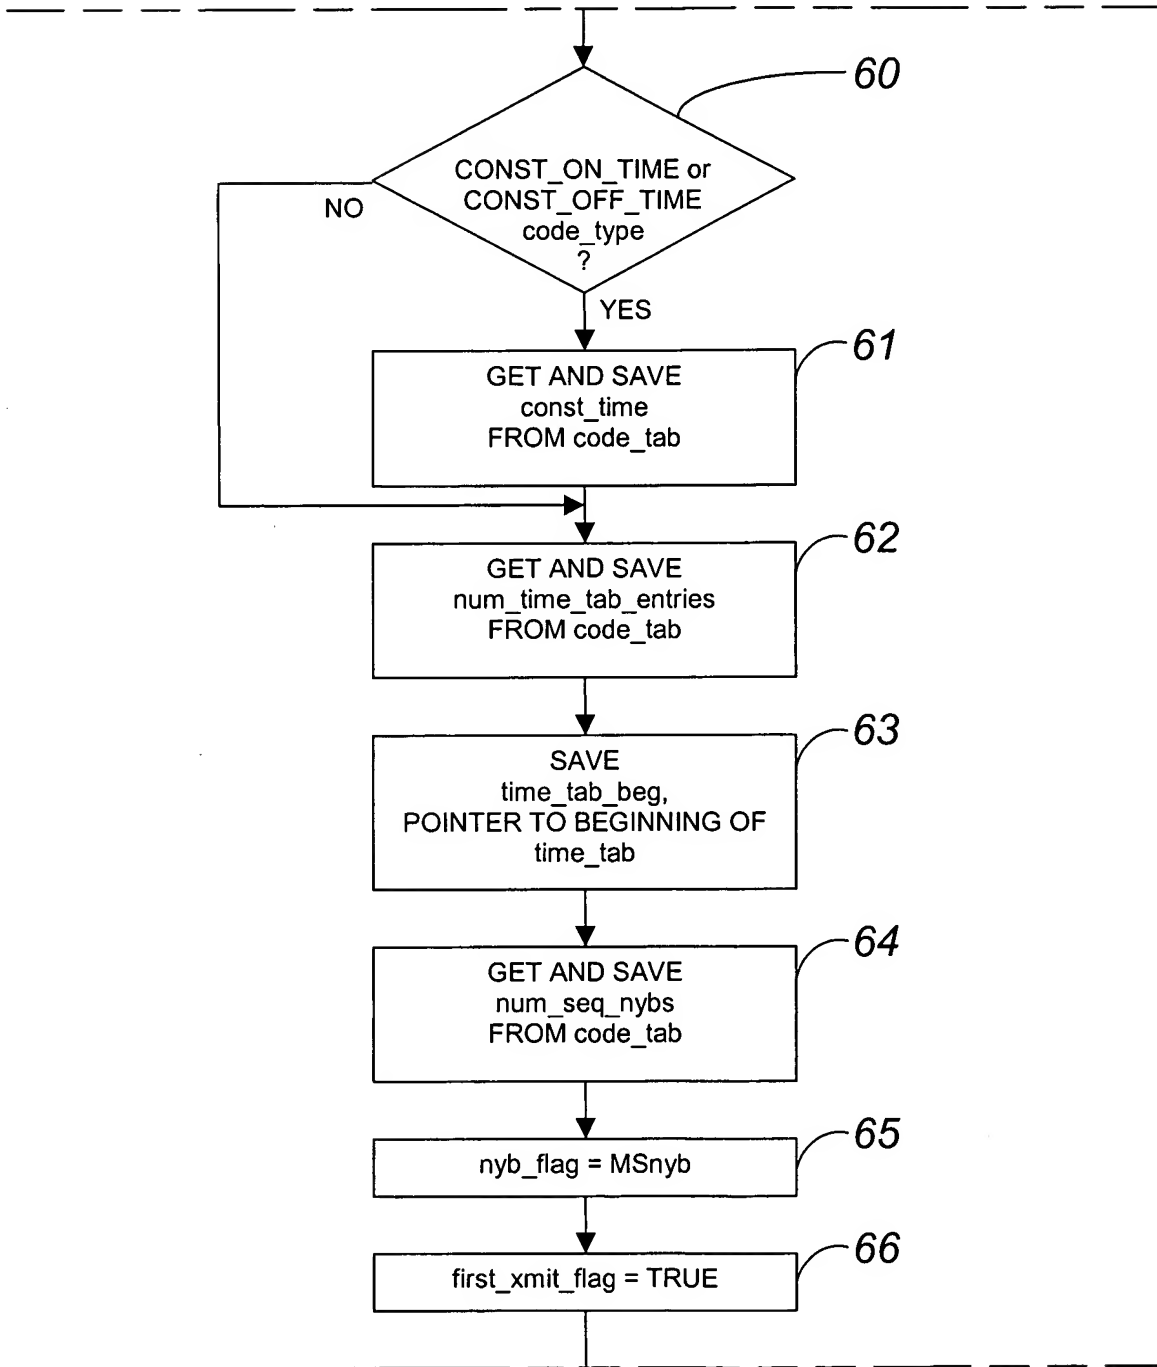 60
CONST_ON_TIME or
CONST_OFF_TIME
code_type
?
NO
YES
61
GET AND SAVE
const_time
FROM code_tab
62
GET AND SAVE
num_time_tab_entries
FROM code_tab
63
SAVE
time_tab_beg,
POINTER TO BEGINNING OF
time_tab
64
GET AND SAVE
num_seq_nybs
FROM code_tab
65
nyb_flag = MSnyb
66
first_xmit_flag = TRUE